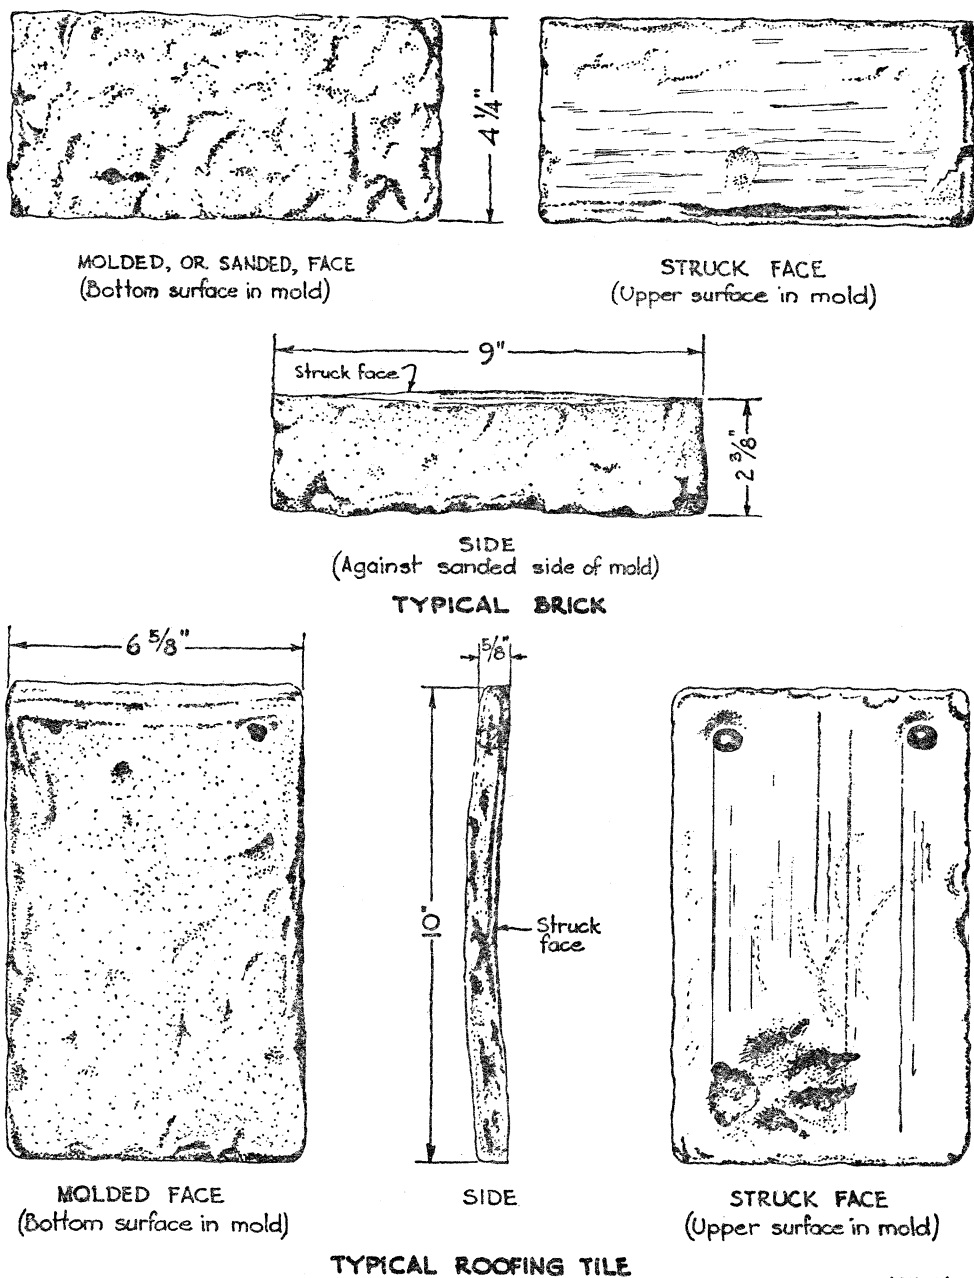 4 1/4"
MOLDED, OR SANDED, FACE
(Bottom surface in mold)
STRUCK FACE
(Upper surface in mold)
9"
Struck face
2 3/8"
SIDE
(Against sanded side of mold)
TYPICAL BRICK
6 5/8"
5/8"
10"
Struck
face
MOLDED FACE
(Bottom surface in mold)
SIDE
STRUCK FACE
(Upper surface in mold)
TYPICAL ROOFING TILE